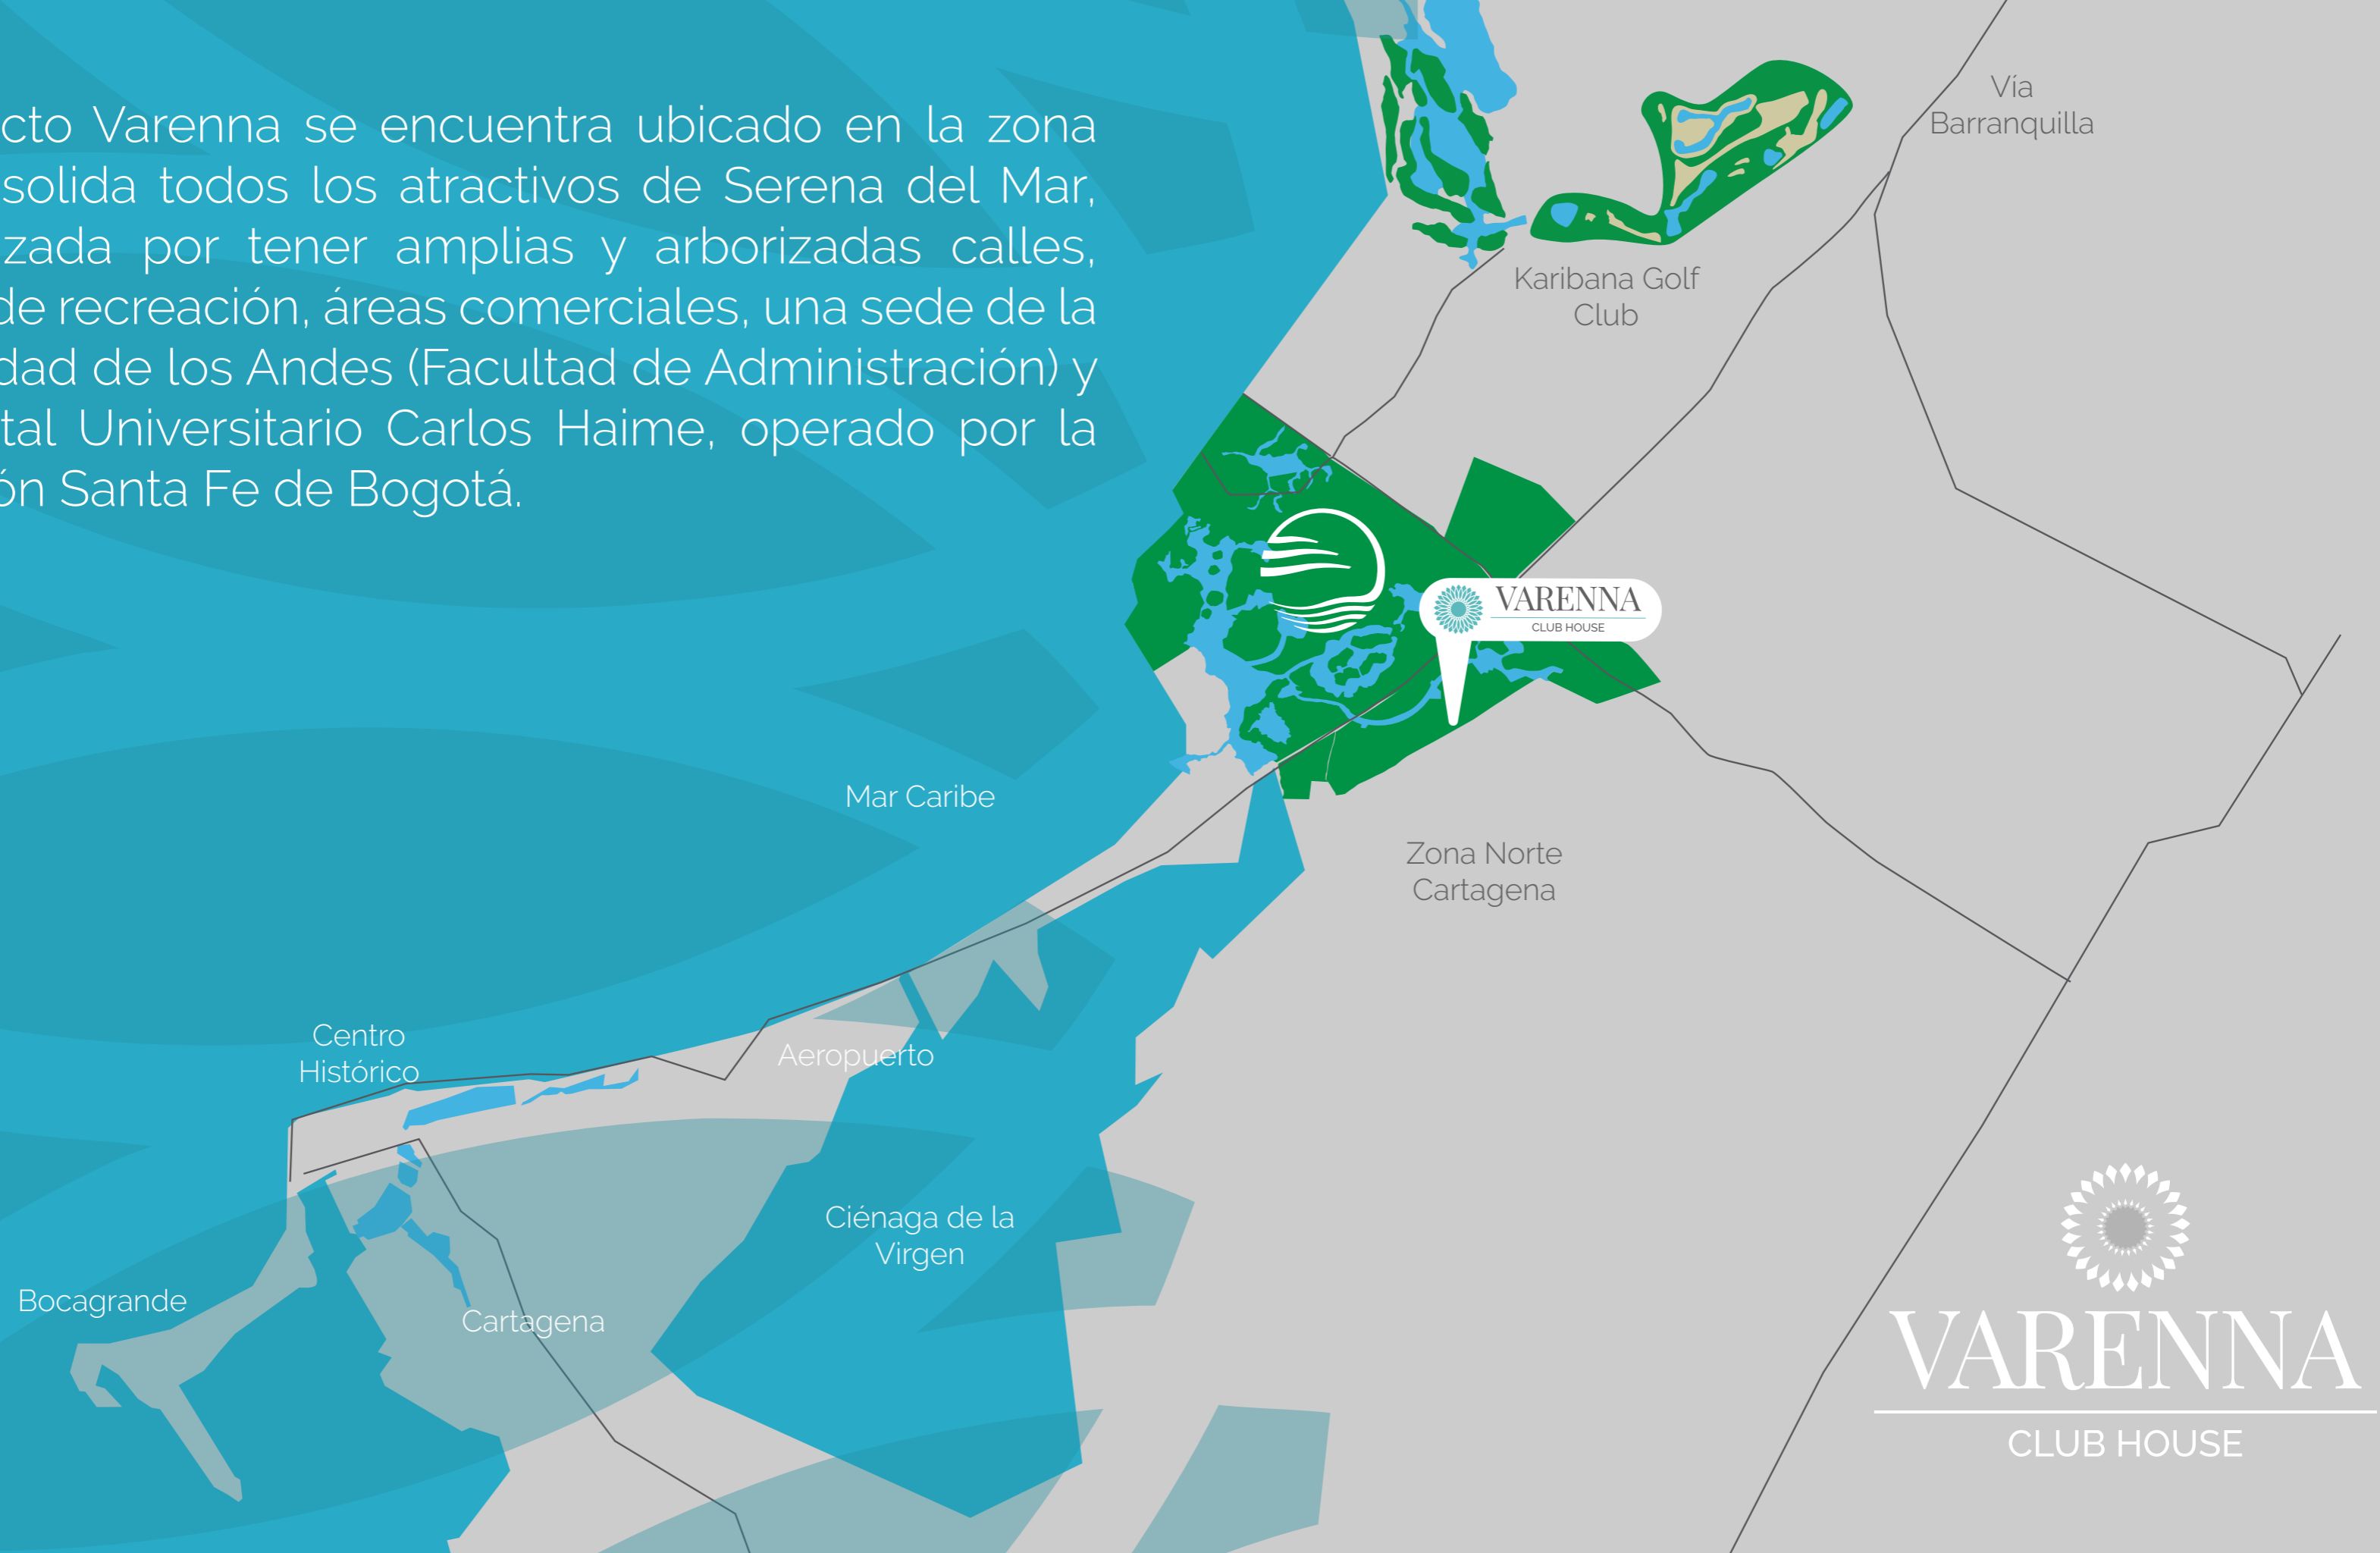 cto Varenna se encuentra ubicado en la zona
solida todos los atractivos de Serena del Mar,
zada por tener amplias y arborizadas calles,
de recreación, áreas comerciales, una sede de la
dad de los Andes (Facultad de Administración) y
tal Universitario Carlos Haime, operado por la
ón Santa Fe de Bogotá.
Vía
Barranquilla
Karibana Golf
Club
VARENNA
CLUB HOUSE
Mar Caribe
Zona Norte
Cartagena
Centro
Histórico
Aeropuerto
Ciénaga de la
Virgen
Bocagrande
Cartagena
VARENNA
CLUB HOUSE